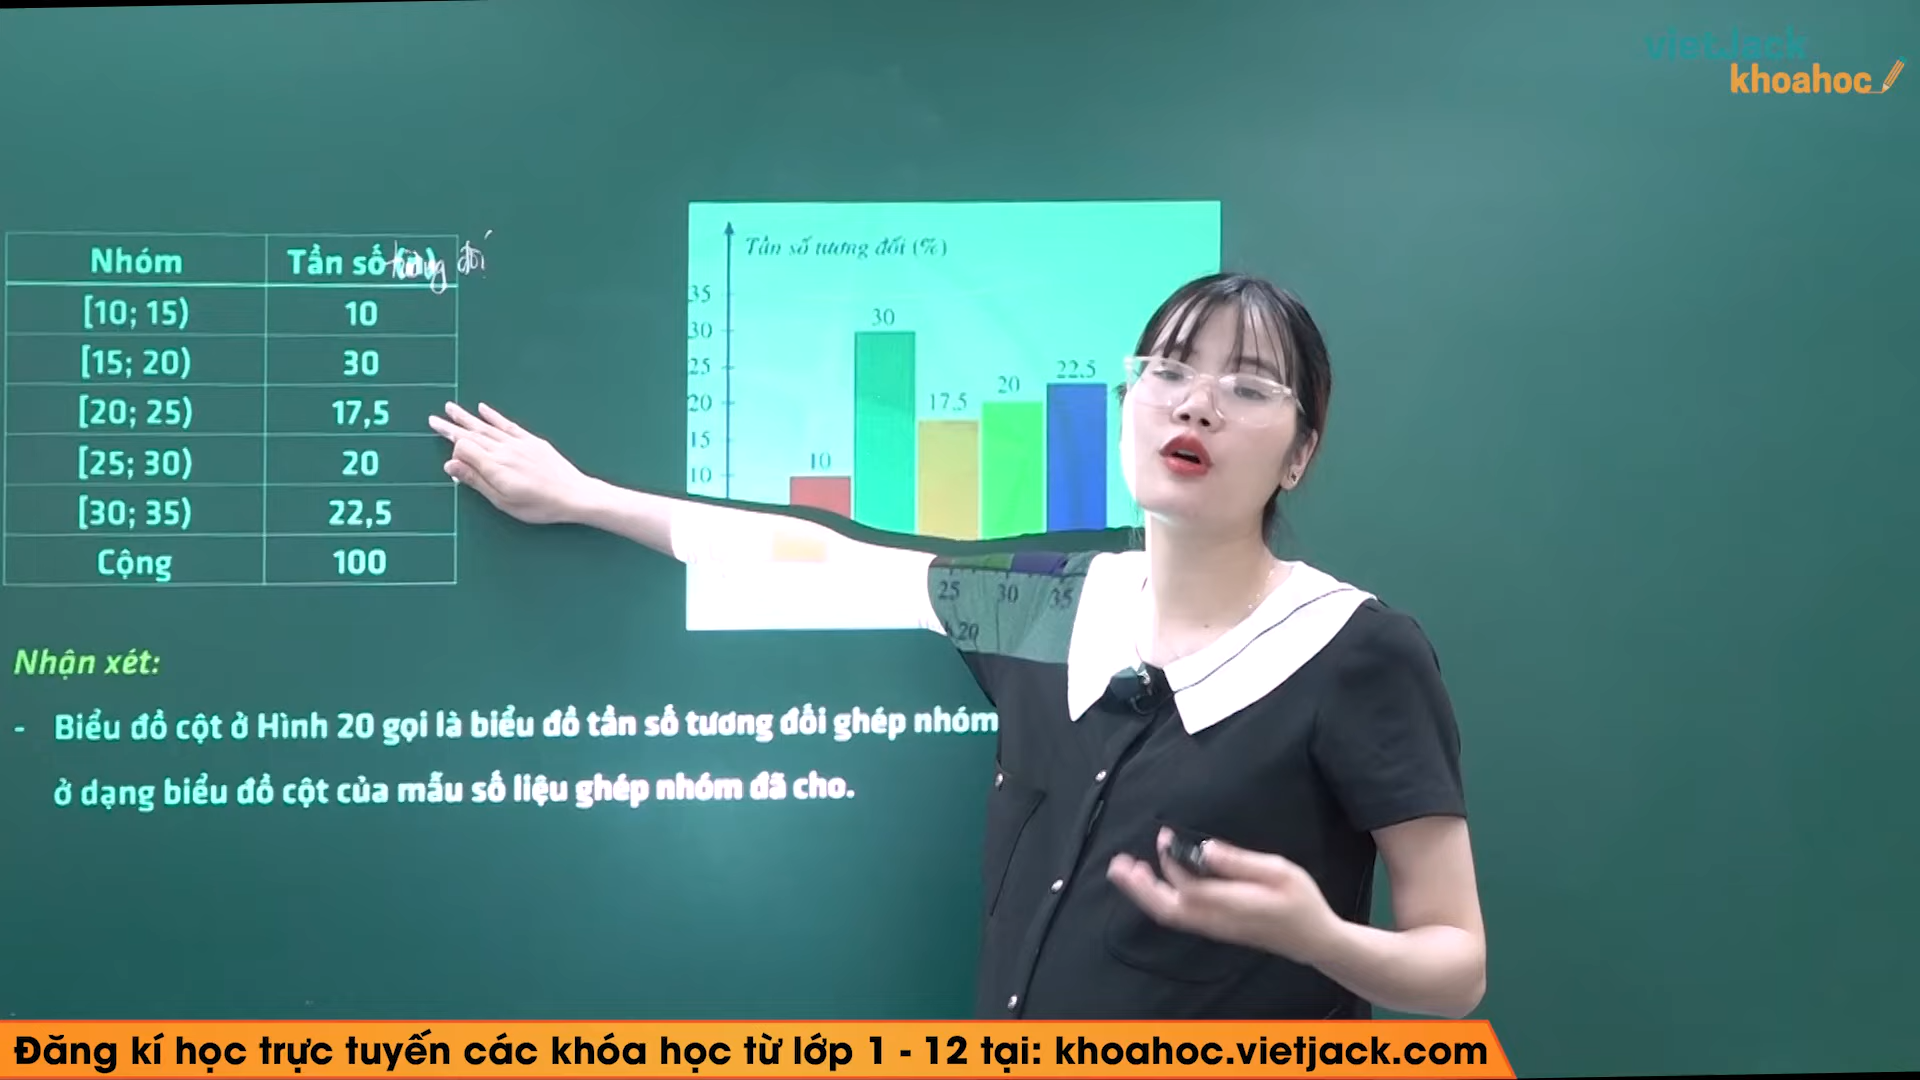 vietJack
khoahoc
Nhóm Tần số tương đối
[10; 15) 10
[15; 20) 30
[20; 25) 17,5
[25; 30) 20
[30; 35) 22,5
Cộng 100
Tần số tương đối (%)
35
30
25
20
15
10
10
30
17.5
20
22.5
25 30 35
20
Nhận xét:
- Biểu đồ cột ở Hình 20 gọi là biểu đồ tần số tương đối ghép nhóm
ở dạng biểu đồ cột của mẫu số liệu ghép nhóm đã cho.
Đăng kí học trực tuyến các khóa học từ lớp 1 - 12 tại: khoahoc.vietjack.com